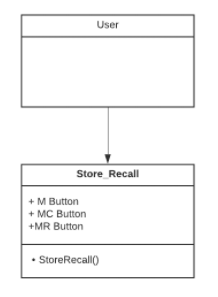 User
Store_Recall
+ M Button
+ MC Button
+MR Button
• StoreRecall()